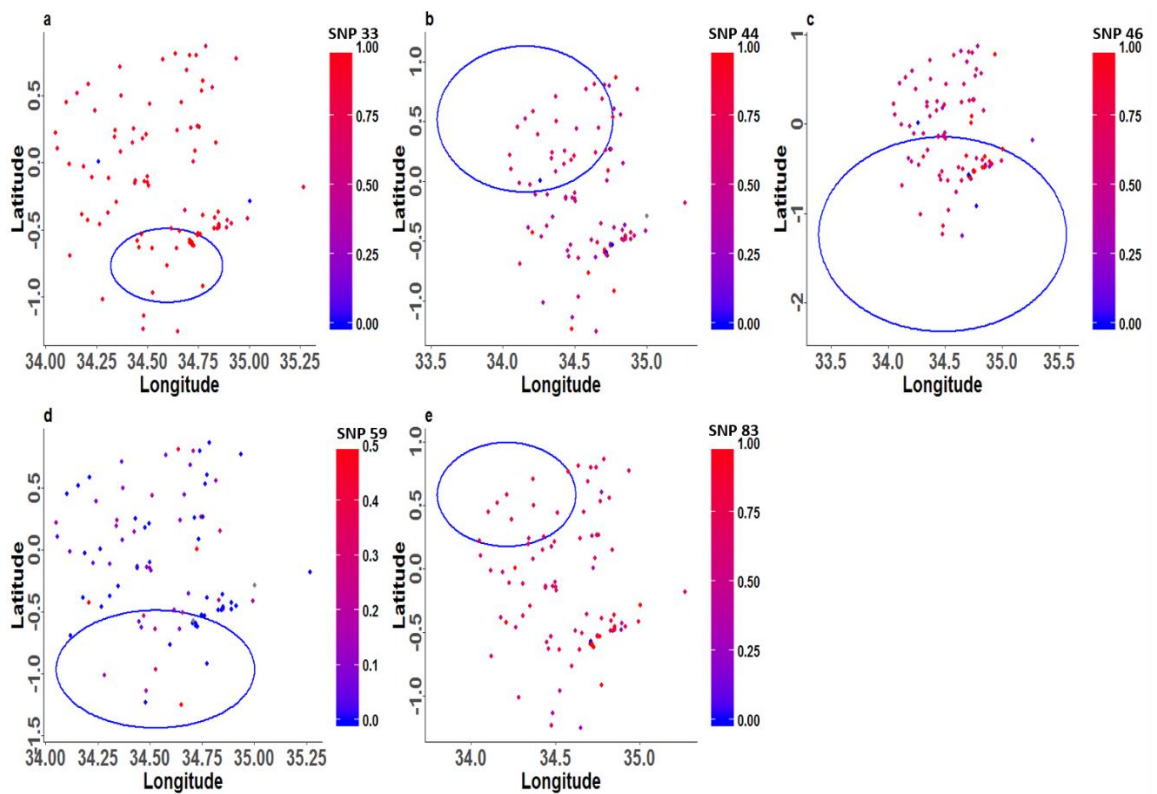 a
SNP 33
1.00
0.75
0.50
0.25
0.00
Latitude
0.5
0.0
-0.5
-1.0
34.00 34.25 34.50 34.75 35.00 35.25
Longitude
b
SNP 44
1.00
0.75
0.50
0.25
0.00
Latitude
1.0
0.5
0.0
-0.5
-1.0
33.5 34.0 34.5 35.0
Longitude
c
SNP 46
1.00
0.75
0.50
0.25
0.00
Latitude
1
0
-1
-2
33.5 34.0 34.5 35.0 35.5
Longitude
d
SNP 59
0.5
0.4
0.3
0.2
0.1
0.0
Latitude
0.5
0.0
-0.5
-1.0
-1.5
34.00 34.25 34.50 34.75 35.00 35.25
Longitude
e
SNP 83
1.00
0.75
0.50
0.25
0.00
Latitude
1.0
0.5
0.0
-0.5
-1.0
34.0 34.5 35.0
Longitude